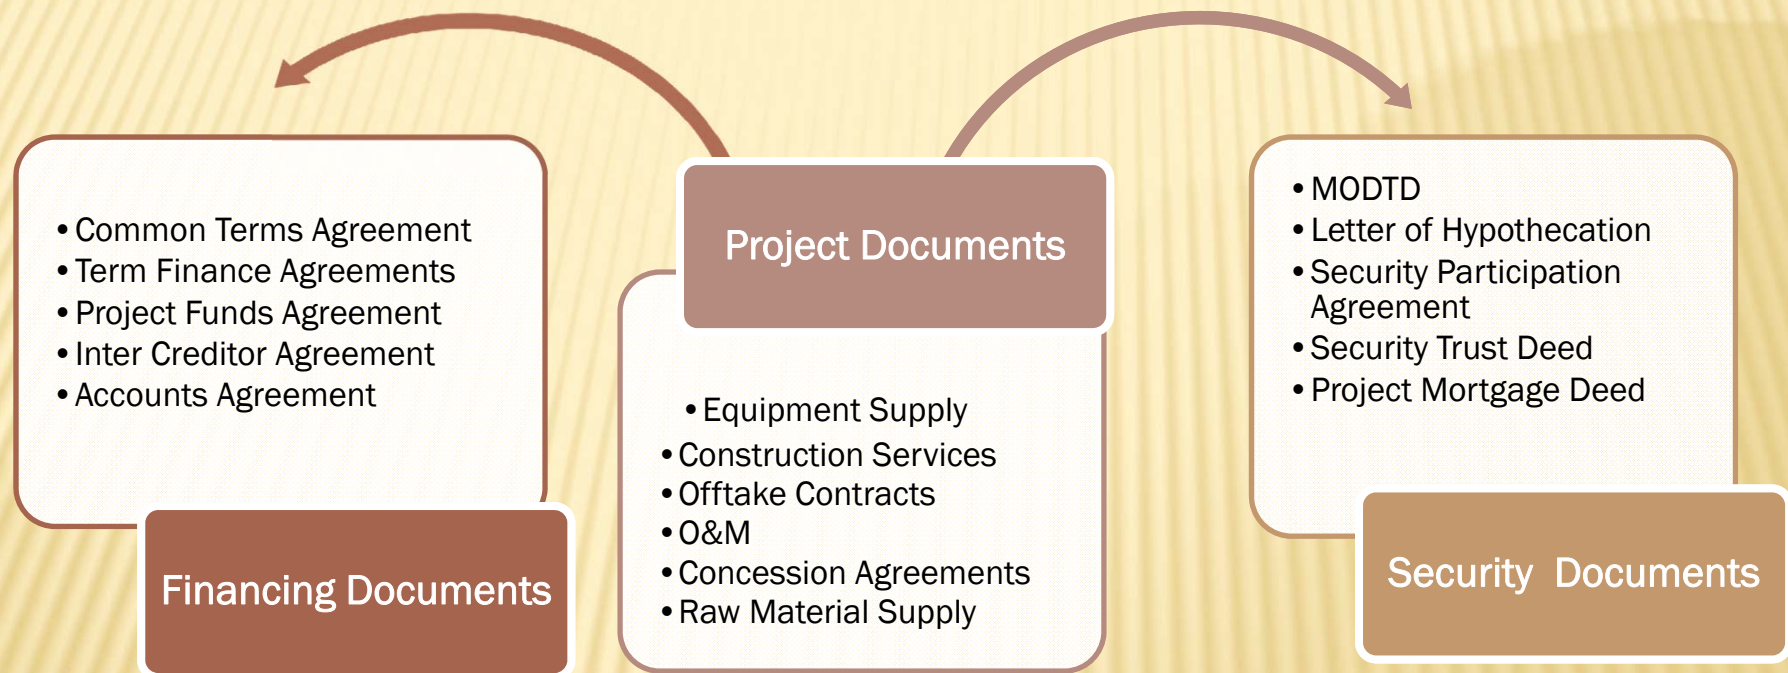 • Common Terms Agreement
• Term Finance Agreements
• Project Funds Agreement
• Inter Creditor Agreement
• Accounts Agreement
Financing Documents
Project Documents
• Equipment Supply
• Construction Services
• Offtake Contracts
• O&M
• Concession Agreements
• Raw Material Supply
• MODTD
• Letter of Hypothecation
• Security Participation
Agreement
• Security Trust Deed
• Project Mortgage Deed
Security Documents